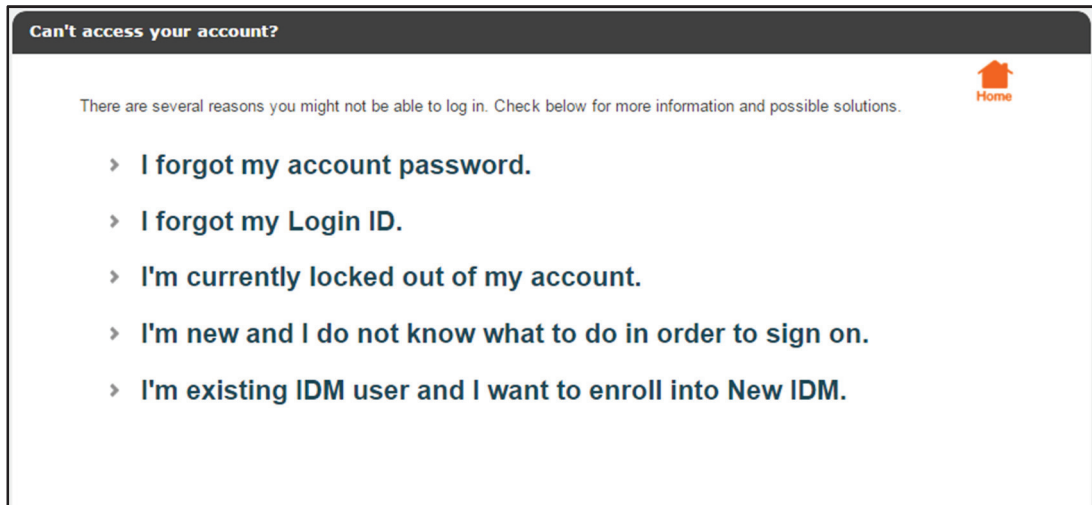 Can't access your account?
Home
There are several reasons you might not be able to log in. Check below for more information and possible solutions.
I forgot my account password.
I forgot my Login ID.
I'm currently locked out of my account.
I'm new and I do not know what to do in order to sign on.
I'm existing IDM user and I want to enroll into New IDM.